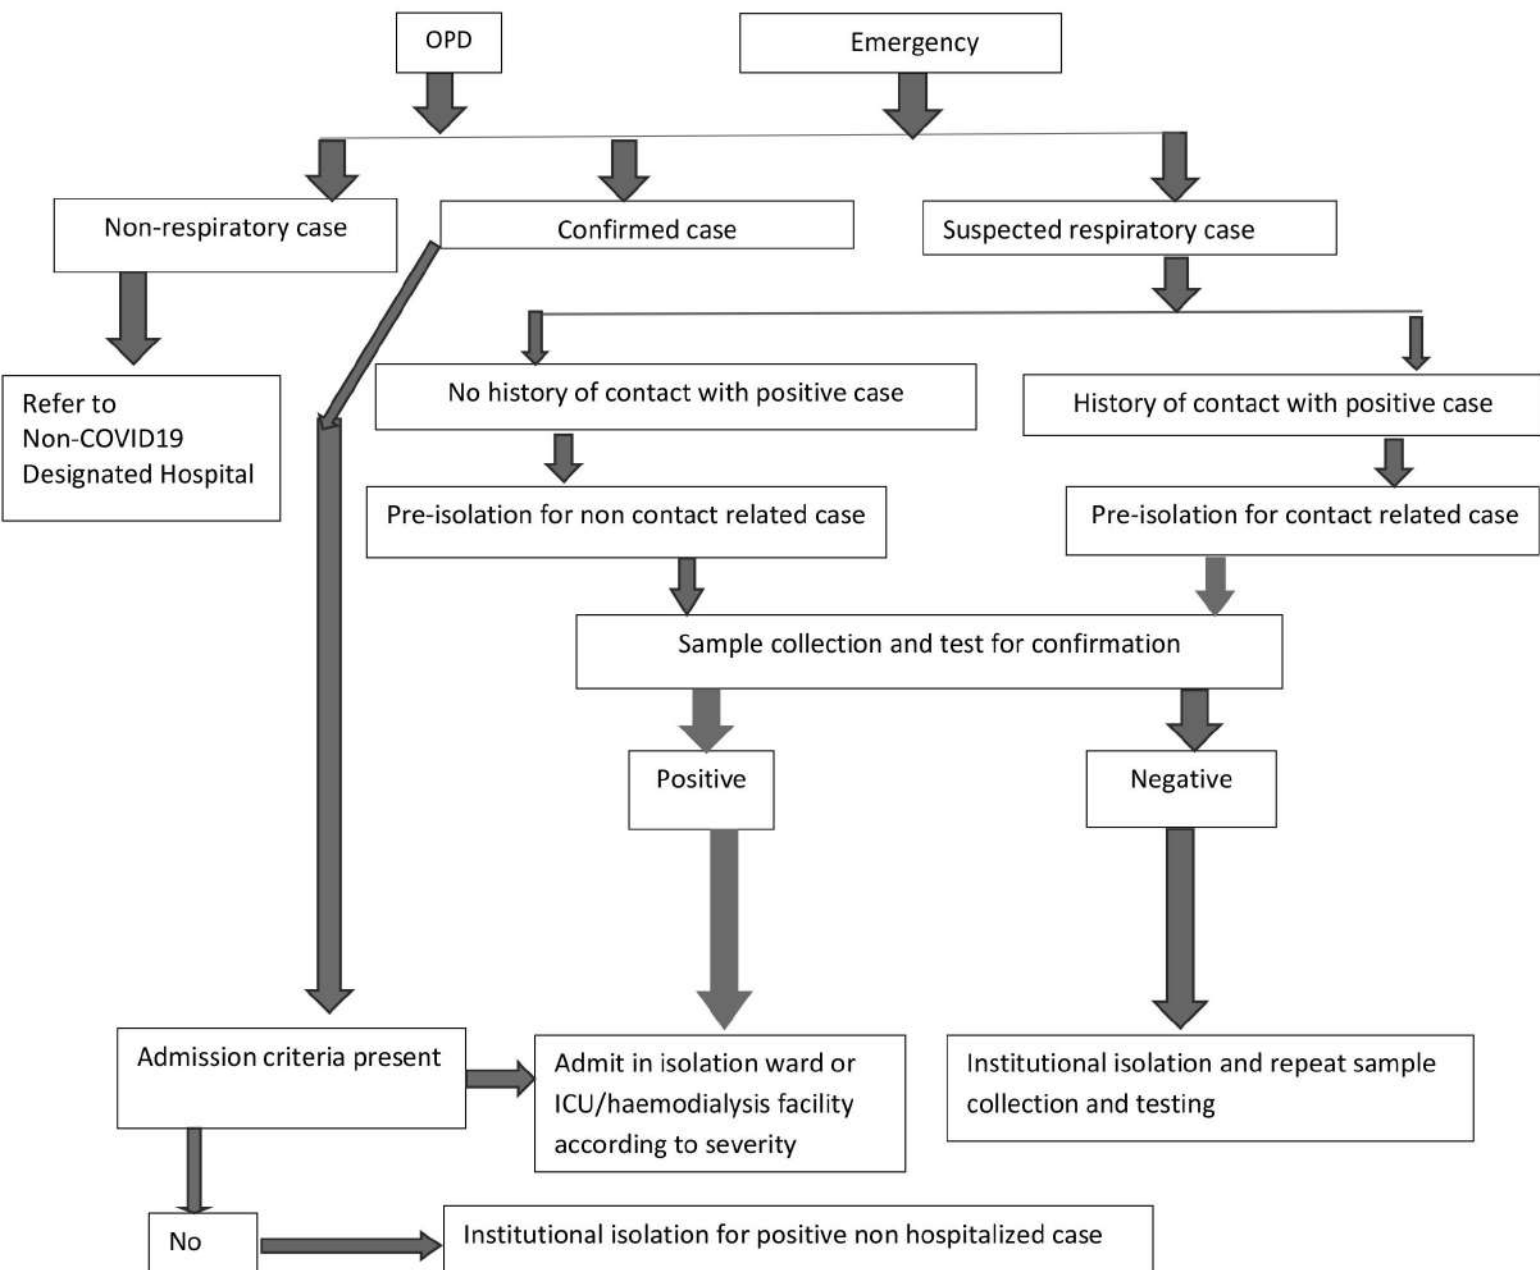 OPD
Emergency
Non-respiratory case
Confirmed case
Suspected respiratory case
Refer to
Non-COVID19
Designated Hospital
No history of contact with positive case
History of contact with positive case
Pre-isolation for non contact related case
Pre-isolation for contact related case
Sample collection and test for confirmation
Positive
Negative
Admission criteria present
Admit in isolation ward or
ICU/haemodialysis facility
according to severity
Institutional isolation and repeat sample
collection and testing
No
Institutional isolation for positive non hospitalized case